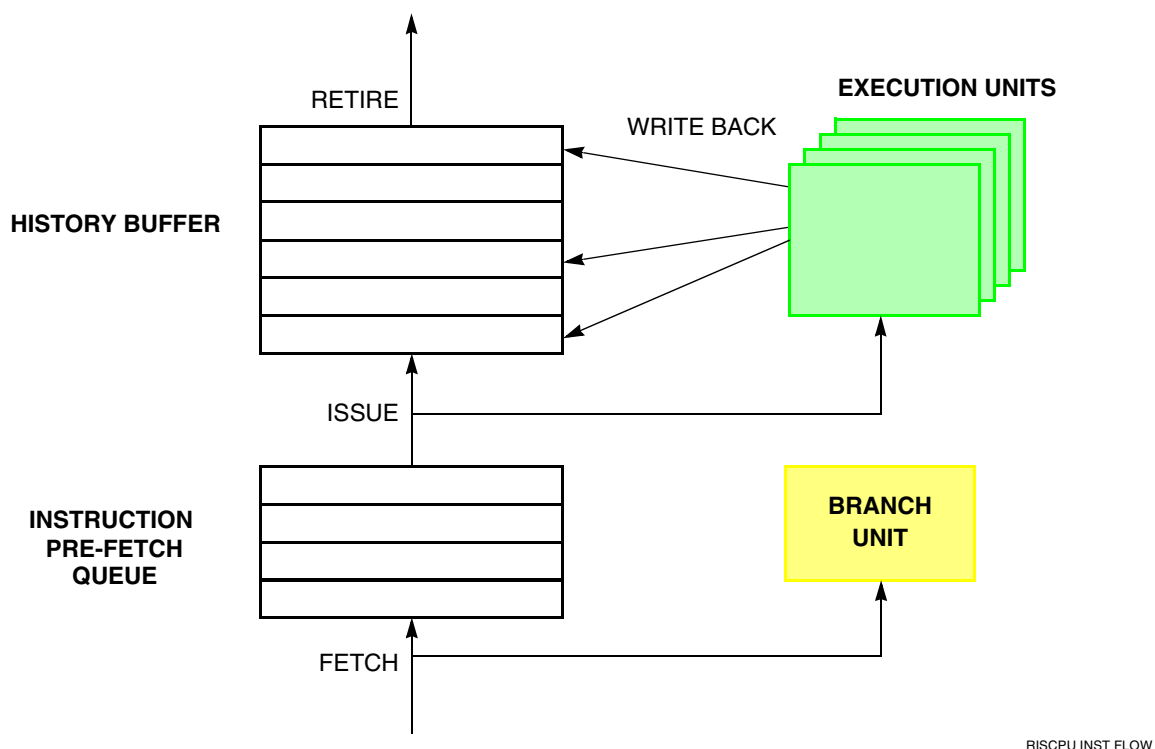 RETIRE
EXECUTION UNITS
WRITE BACK
HISTORY BUFFER
ISSUE
INSTRUCTION
PRE-FETCH
QUEUE
BRANCH
UNIT
FETCH
RISCPU INST FLOW